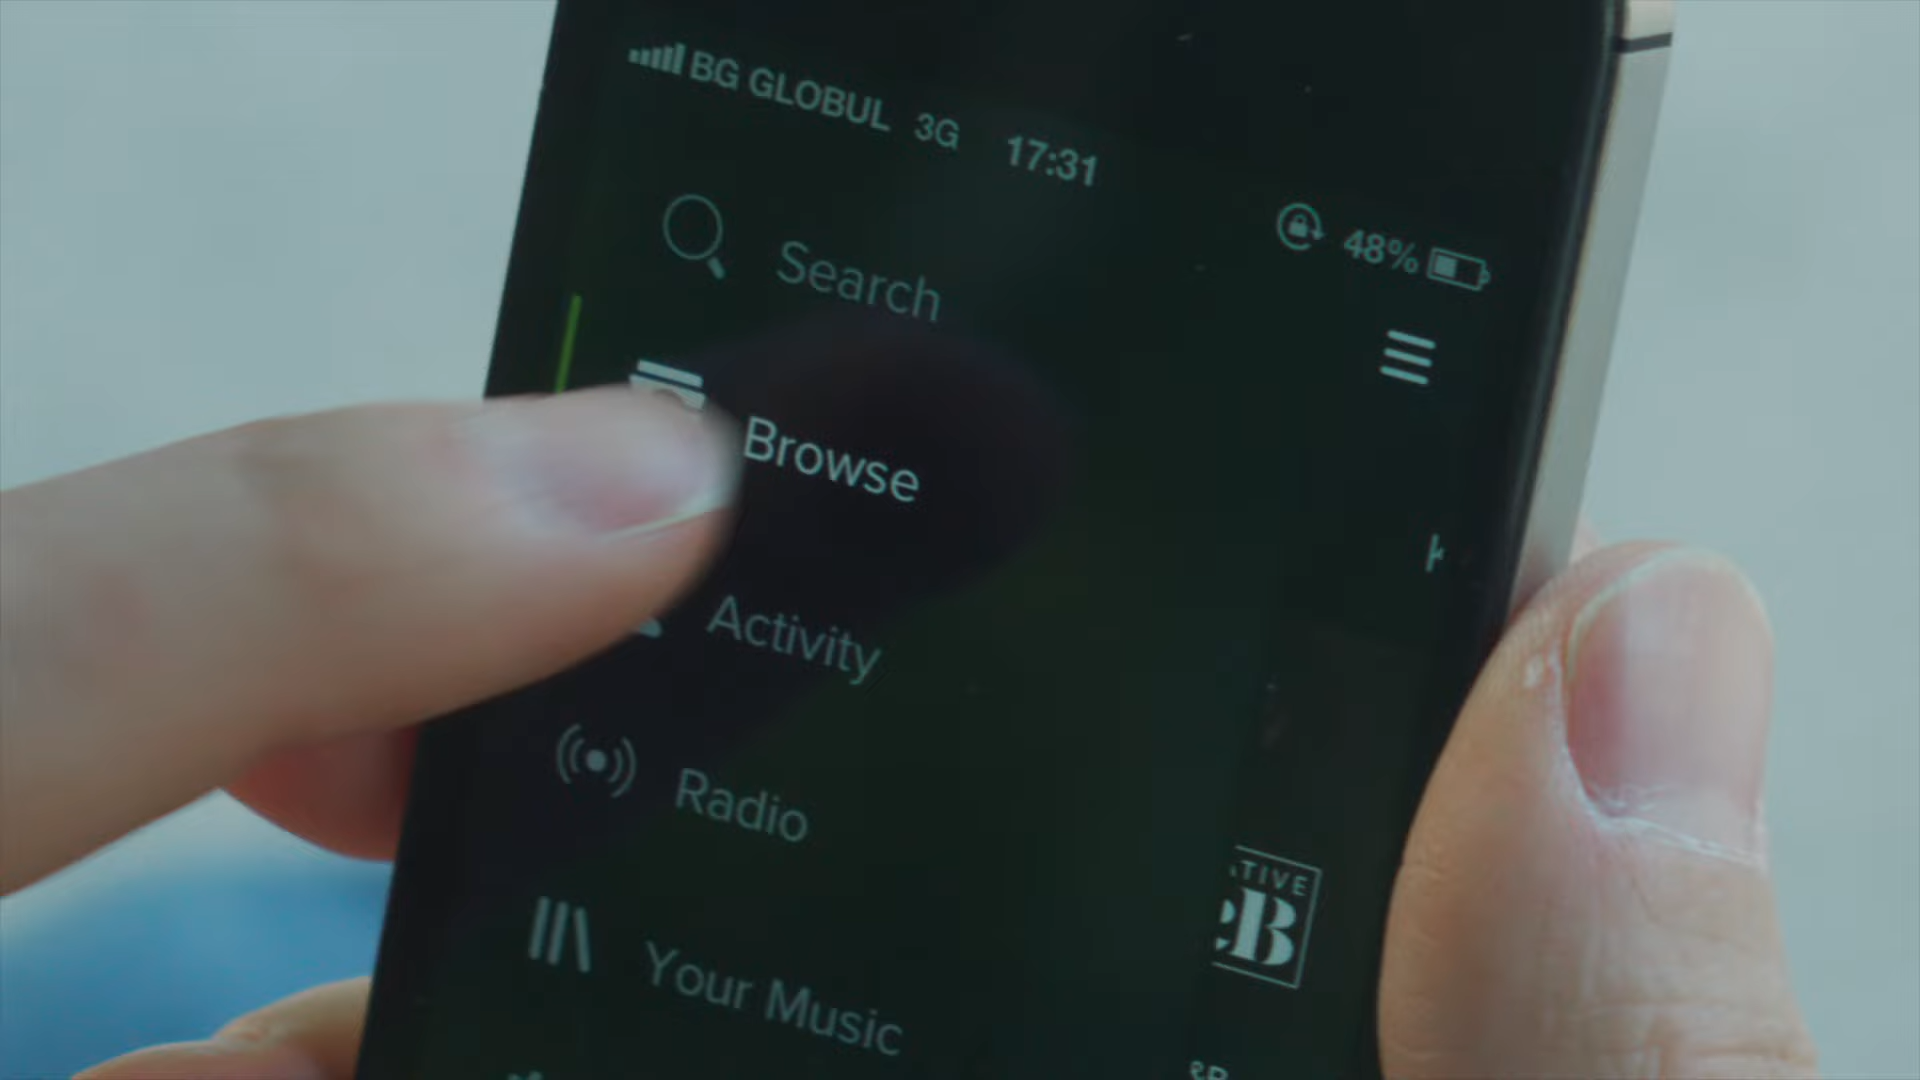 BG GLOBUL 3G 17:31 48%
Search
Browse
Activity
Radio
Your Music